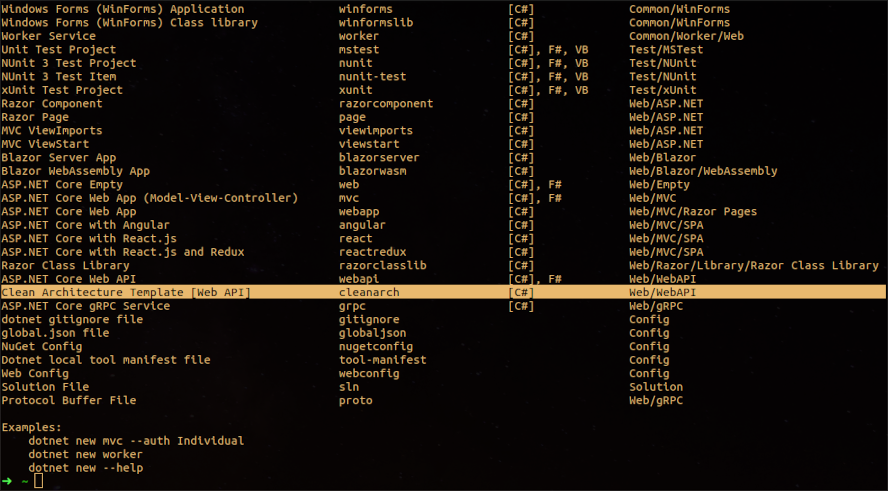 Windows Forms (WinForms) Application winforms [C#] Common/WinForms
Windows Forms (WinForms) Class library winformslib [C#] Common/WinForms
Worker Service worker [C#] Common/Worker/Web
Unit Test Project mstest [C#], F#, VB Test/MSTest
NUnit 3 Test Project nunit [C#], F#, VB Test/NUnit
NUnit 3 Test Item nunit-test [C#], F#, VB Test/NUnit
xUnit Test Project xunit [C#], F#, VB Test/xUnit
Razor Component razorcomponent [C#] Web/ASP.NET
Razor Page page [C#] Web/ASP.NET
MVC ViewImports viewimports [C#] Web/ASP.NET
MVC ViewStart viewstart [C#] Web/ASP.NET
Blazor Server App blazorserver [C#] Web/Blazor
Blazor WebAssembly App blazorwasm [C#] Web/Blazor/WebAssembly
ASP.NET Core Empty web [C#], F# Web/Empty
ASP.NET Core Web App (Model-View-Controller) mvc [C#], F# Web/MVC
ASP.NET Core Web App webapp [C#] Web/MVC/Razor Pages
ASP.NET Core with Angular angular [C#] Web/MVC/SPA
ASP.NET Core with React.js react [C#] Web/MVC/SPA
ASP.NET Core with React.js and Redux reactredux [C#] Web/MVC/SPA
Razor Class Library razorclasslib [C#] Web/Razor/Library/Razor Class Library
ASP.NET Core Web API webapi [C#], F# Web/WebAPI
Clean Architecture Template [Web API] cleanarch [C#] Web/WebAPI
ASP.NET Core gRPC Service grpc [C#] Web/gRPC
dotnet gitignore file gitignore Config
global.json file globaljson Config
NuGet Config nugetconfig Config
Dotnet local tool manifest file tool-manifest Config
Web Config webconfig Config
Solution File sln Solution
Protocol Buffer File proto Web/gRPC
Examples:
dotnet new mvc --auth Individual
dotnet new worker
dotnet new --help
➜ ~